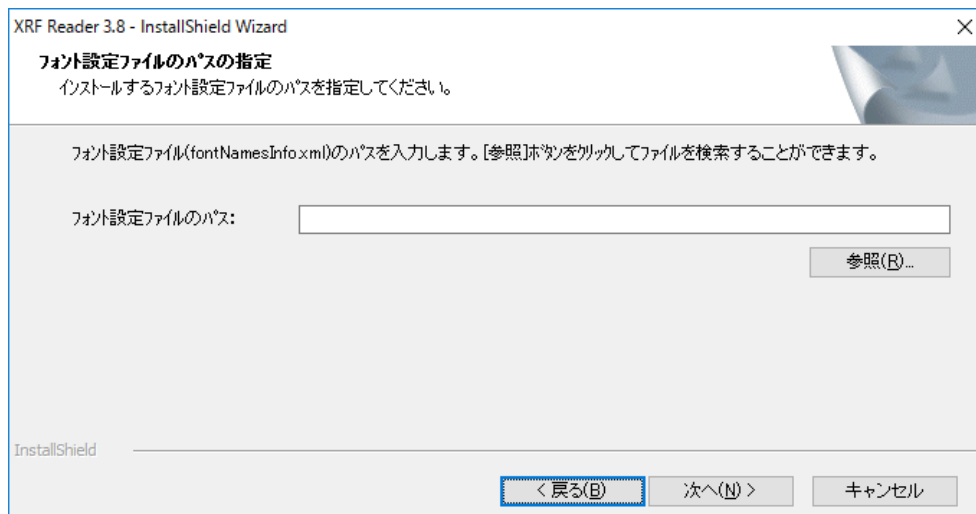 XRF Reader 3.8 - InstallShield Wizard
フォント設定ファイルのパスの指定
インストールするフォント設定ファイルのパスを指定してください。
フォント設定ファイル(fontNamesInfo.xml)のパスを入力します。[参照]ボタンをクリックしてファイルを検索することができます。
フォント設定ファイルのパス:
参照(R)...
InstallShield
< 戻る(B)
次へ(N) >
キャンセル